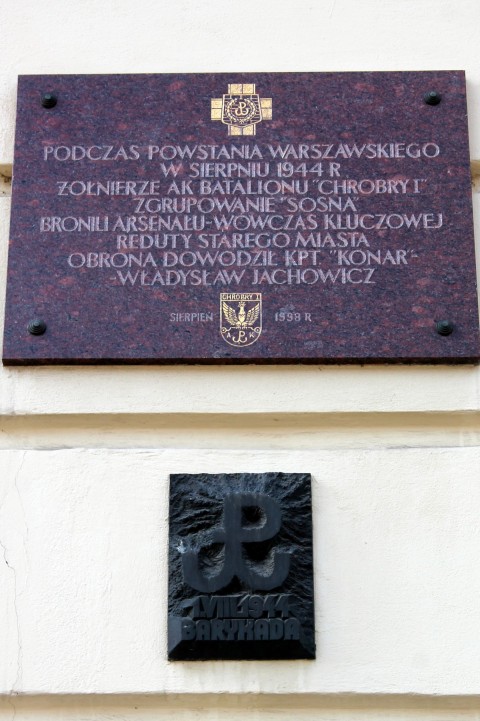 PODCZAS POWSTANIA WARSZAWSKIEGO
W SIERPNIU 1944 R
ŻOŁNIERZE AK BATALIONU "CHROBRY I"
ZGRUPOWANIE "SOSNA"
BRONILI ARSENAŁU-WÓWCZAS KLUCZOWEJ
REDUTY STAREGO MIASTA
OBRONĄ DOWODZIŁ KPT. "KONAR"-
-WŁADYSŁAW JACHOWICZ
CHROBRY I
SIERPIEŃ 1998 R
A K
1.VIII.1944
BARYKADA